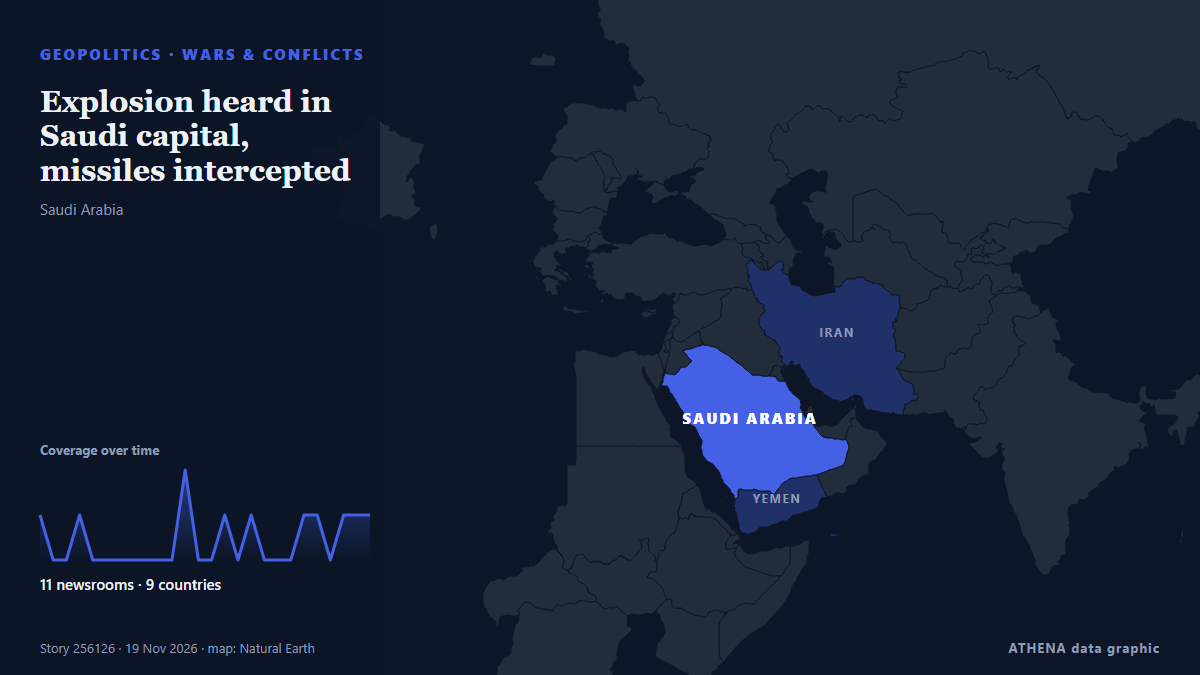 GEOPOLITICS · WARS & CONFLICTS
Explosion heard in
Saudi capital,
missiles intercepted
Saudi Arabia
IRAN
SAUDI ARABIA
YEMEN
Coverage over time
11 newsrooms · 9 countries
Story 256126 · 19 Nov 2026 · map: Natural Earth
ATHENA data graphic